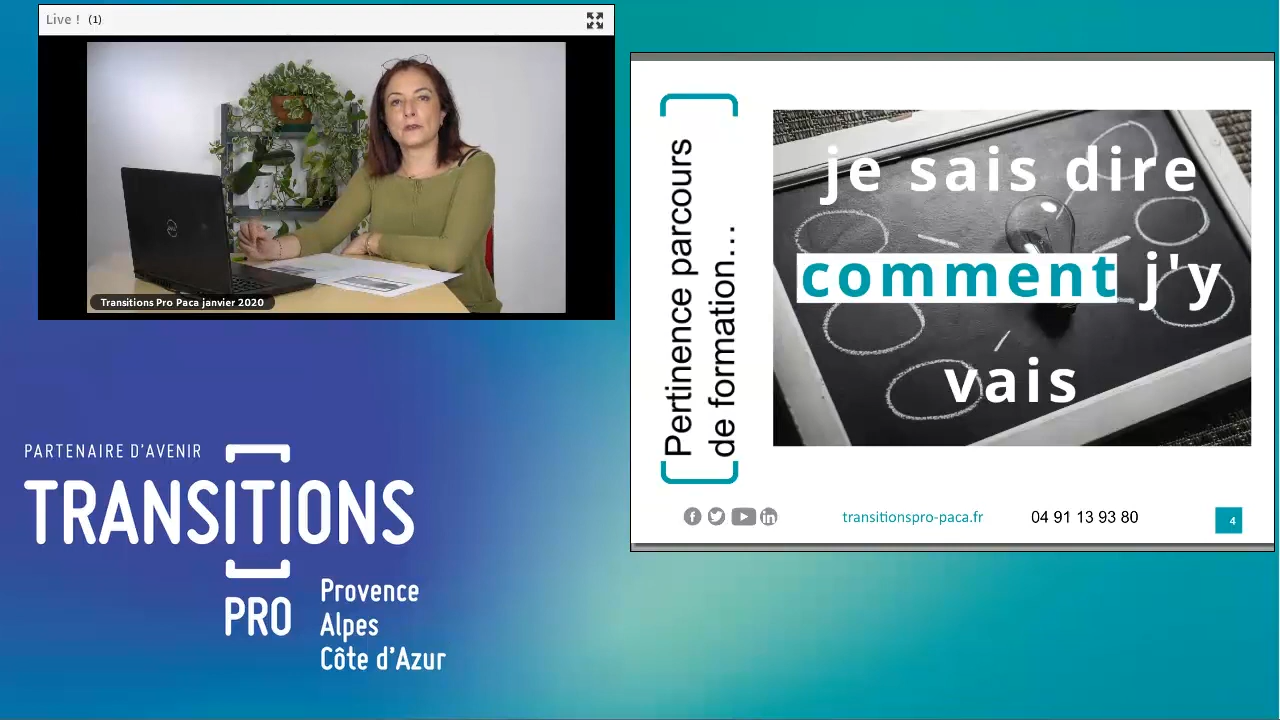 Live ! (1)
Transitions Pro Paca janvier 2020
PARTENAIRE D'AVENIR
TRANSITIONS
PRO
Provence
Alpes
Côte d'Azur
Pertinence parcours
de formation...
je sais dire
comment j'y
vais
transitionspro-paca.fr
04 91 13 93 80
4